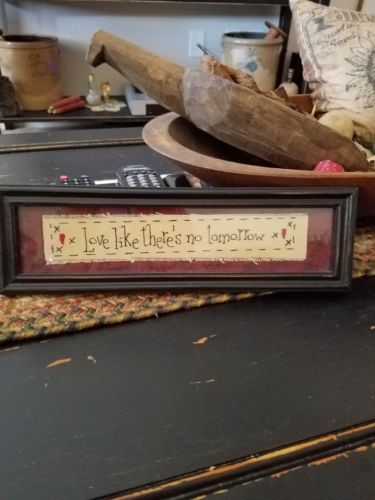 Love like there's no tomorrow